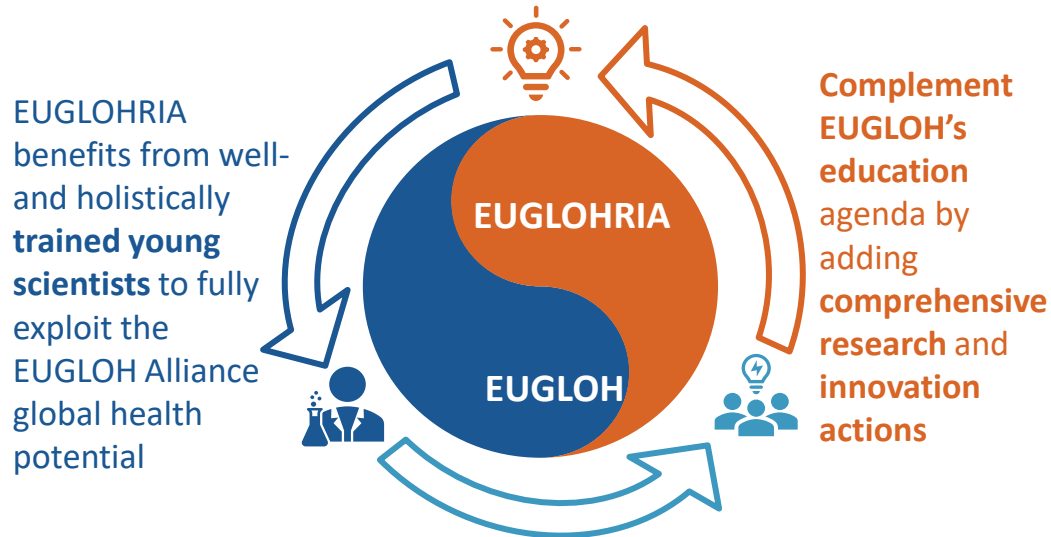 EUGLOHRIA
benefits from well-
and holistically
trained young
scientists to fully
exploit the
EUGLOH Alliance
global health
potential
EUGLOHRIA
EUGLOH
Complement
EUGLOH’s
education
agenda by
adding
comprehensive
research and
innovation
actions